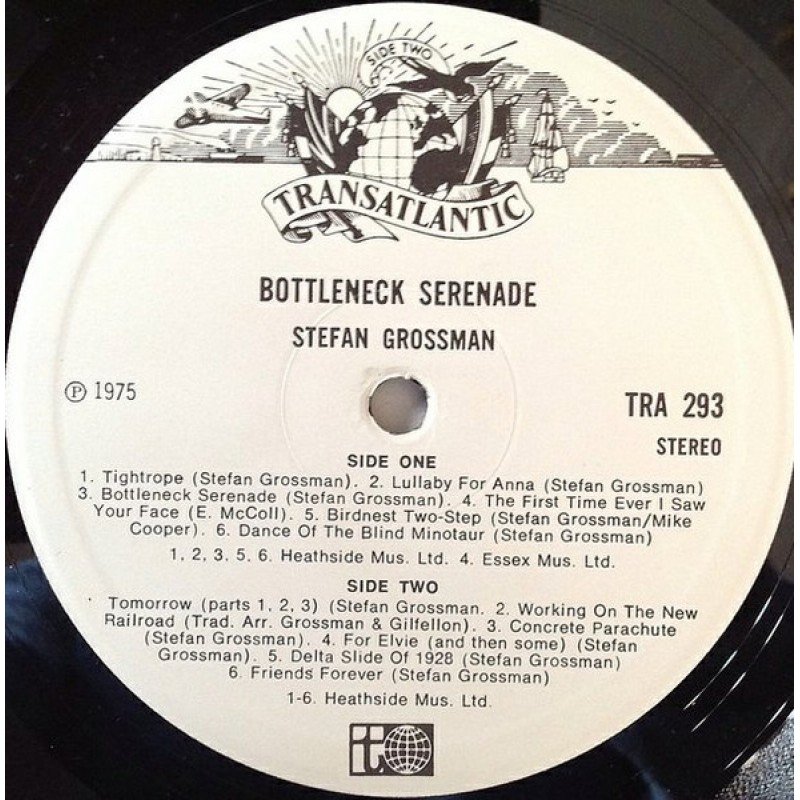 SIDE TWO
TRANSATLANTIC
BOTTLENECK SERENADE
STEFAN GROSSMAN
Ⓟ 1975
TRA 293
STEREO
SIDE ONE
1. Tightrope (Stefan Grossman). 2. Lullaby For Anna (Stefan Grossman)
3. Bottleneck Serenade (Stefan Grossman). 4. The First Time Ever I Saw
Your Face (E. McColl). 5. Birdnest Two-Step (Stefan Grossman/Mike
Cooper). 6. Dance Of The Blind Minotaur (Stefan Grossman)
1, 2, 3. 5, 6. Heathside Mus. Ltd. 4. Essex Mus. Ltd.
SIDE TWO
Tomorrow (parts 1, 2, 3) (Stefan Grossman. 2. Working On The New
Railroad (Trad. Arr. Grossman & Gilfellon). 3. Concrete Parachute
(Stefan Grossman). 4. For Elvie (and then some) (Stefan
Grossman). 5. Delta Slide Of 1928 (Stefan Grossman)
6. Friends Forever (Stefan Grossman)
1-6. Heathside Mus. Ltd.
it